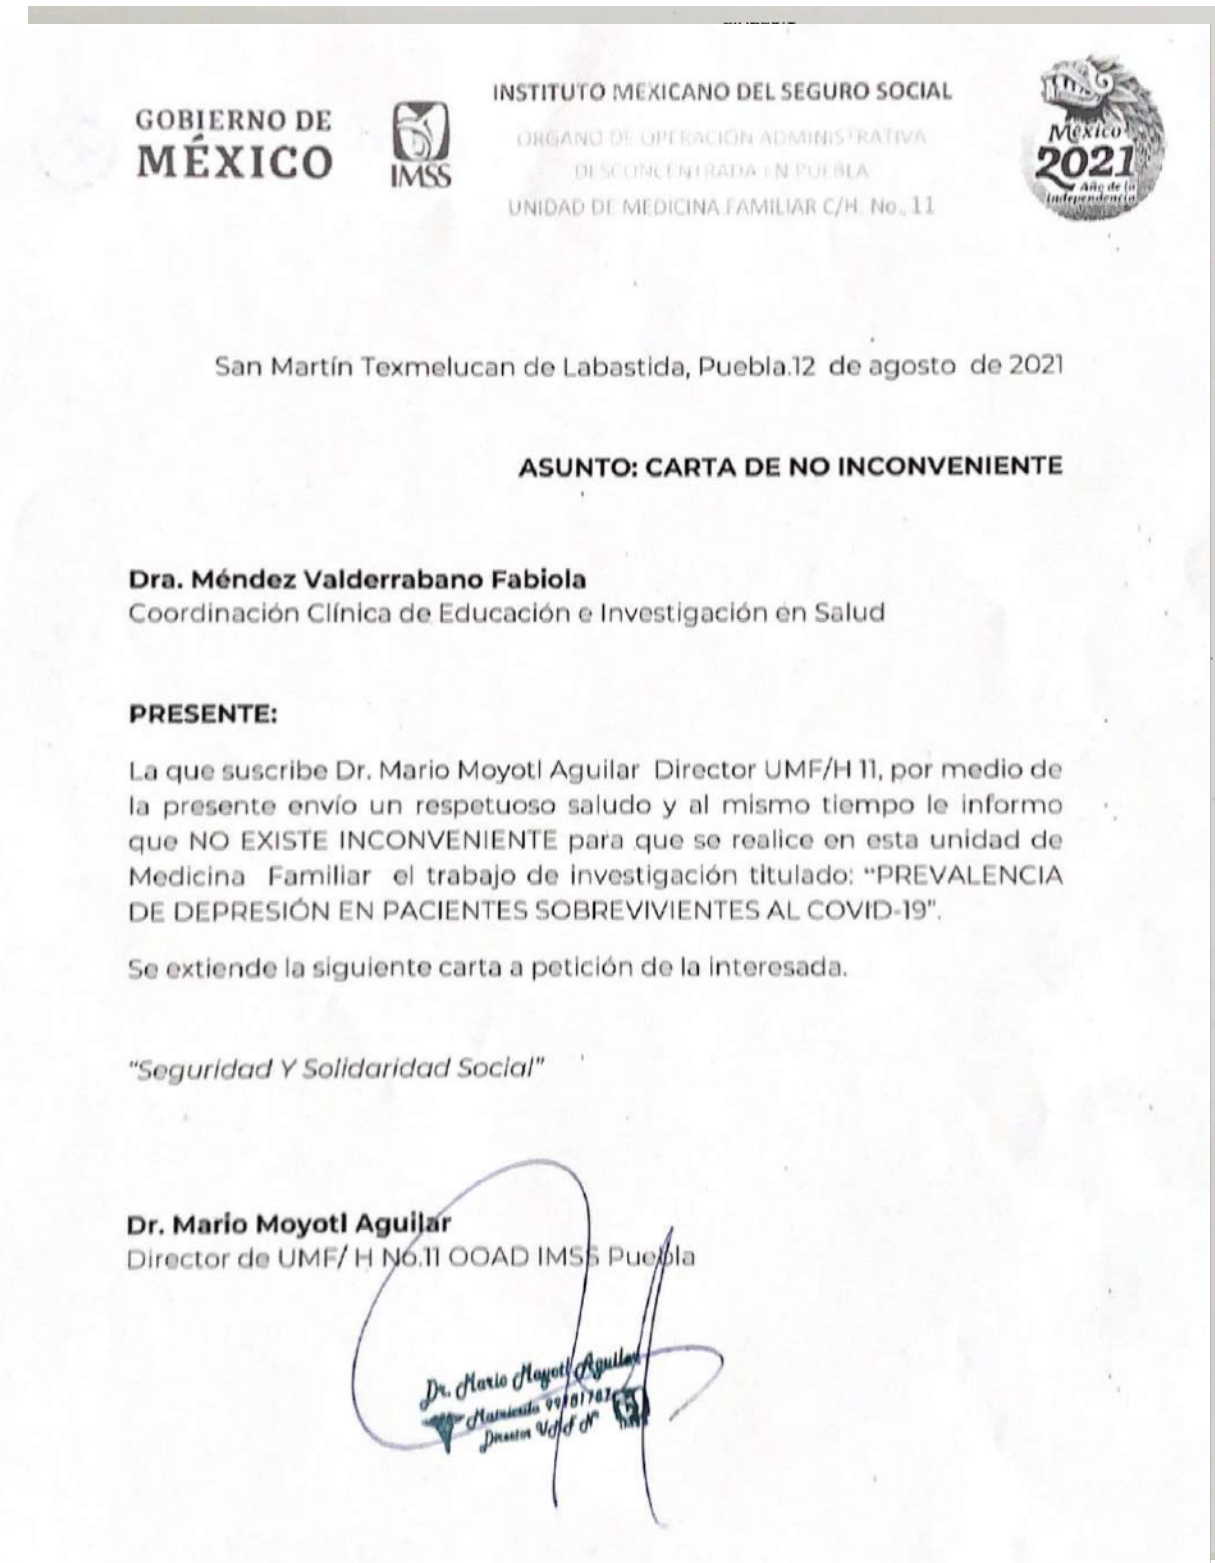 GOBIERNO DE
MÉXICO
IMSS
INSTITUTO MEXICANO DEL SEGURO SOCIAL
ORGANO DE OPERACIÓN ADMINISTRATIVA
DESCONCENTRADA EN PUEBLA
UNIDAD DE MEDICINA FAMILIAR C/H. No., 11
México
2021
Año de la
Independencia
San Martín Texmelucan de Labastida, Puebla.12 de agosto de 2021
ASUNTO: CARTA DE NO INCONVENIENTE
Dra. Méndez Valderrabano Fabiola
Coordinación Clínica de Educación e Investigación en Salud
PRESENTE:
La que suscribe Dr. Mario Moyotl Aguilar Director UMF/H 11, por medio de
la presente envío un respetuoso saludo y al mismo tiempo le informo
que NO EXISTE INCONVENIENTE para que se realice en esta unidad de
Medicina Familiar el trabajo de investigación titulado: “PREVALENCIA
DE DEPRESIÓN EN PACIENTES SOBREVIVIENTES AL COVID-19".
Se extiende la siguiente carta a petición de la interesada.
"Seguridad Y Solidaridad Social"
Dr. Mario Moyotl Aguilar
Director de UMF/ H No.11 OOAD IMSS Puebla
Dr. Mario Moyotl Aguilar
Matricula
Director